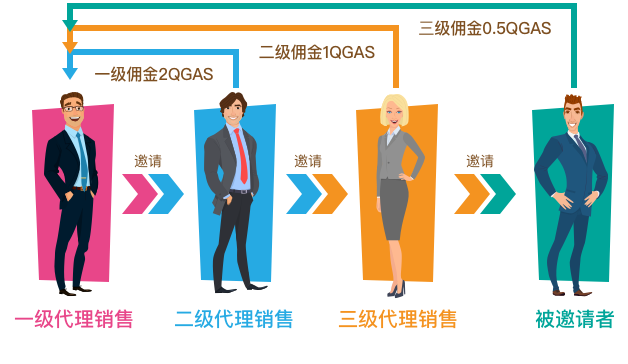 三级佣金0.5QGAS
二级佣金1QGAS
一级佣金2QGAS
邀请
邀请
邀请
一级代理销售
二级代理销售
三级代理销售
被邀请者